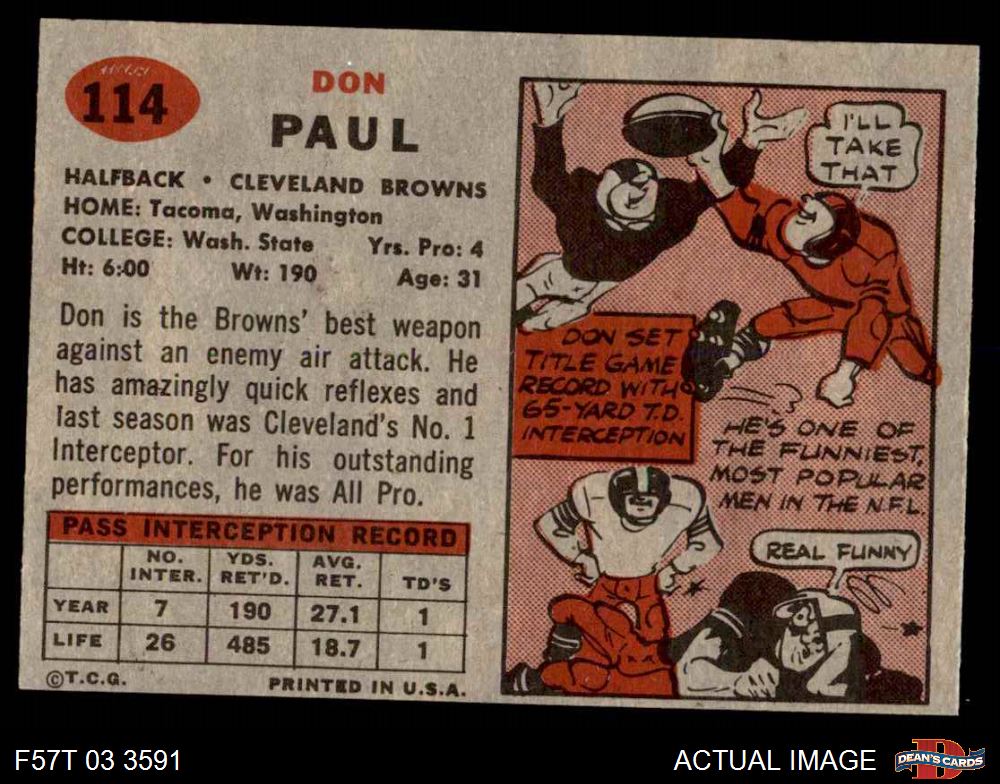 114
DON
PAUL
HALFBACK • CLEVELAND BROWNS
HOME: Tacoma, Washington
COLLEGE: Wash. State Yrs. Pro: 4
Ht: 6:00 Wt: 190 Age: 31
Don is the Browns' best weapon
against an enemy air attack. He
has amazingly quick reflexes and
last season was Cleveland's No. 1
Interceptor. For his outstanding
performances, he was All Pro.
PASS INTERCEPTION RECORD
NO. INTER. YDS. RET'D. AVG. RET. TD'S
YEAR 7 190 27.1 1
LIFE 26 485 18.7 1
©T.C.G. PRINTED IN U.S.A.
I'LL
TAKE
THAT
DON SET
TITLE GAME
RECORD WITH
65-YARD T.D.
INTERCEPTION
HE'S ONE OF
THE FUNNIEST,
MOST POPULAR
MEN IN THE N.F.L.
REAL FUNNY
F57T 03 3591 ACTUAL IMAGE
DEAN'S CARDS